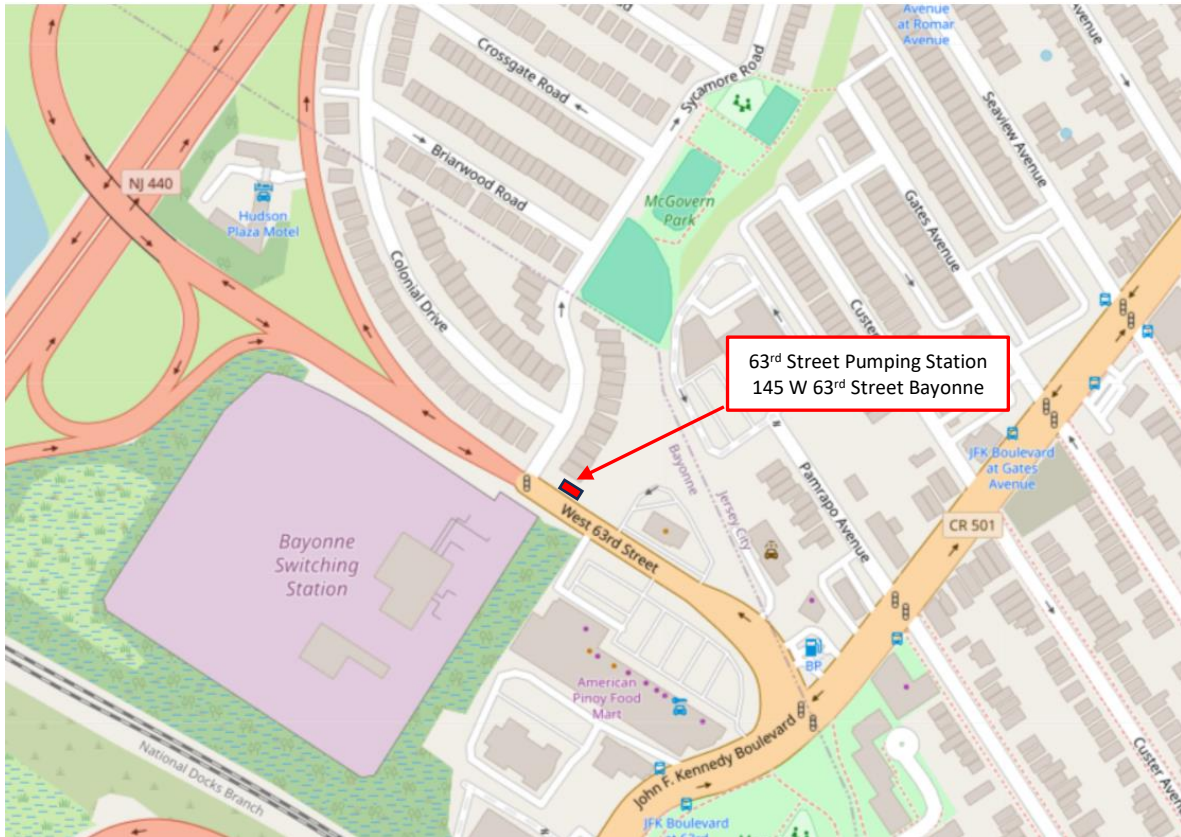 Avenue
at Romar
Avenue
Avenue
Crossgate Road
Sycamore Road
Seaview Avenue
Briarwood Road
NJ 440
Hudson
Plaza Motel
McGovern
Park
Gates Avenue
Colonial Drive
Custer
63rd Street Pumping Station
145 W 63rd Street Bayonne
JFK Boulevard
at Gates
Avenue
Bayonne
Jersey City
Pamrapo Avenue
CR 501
West 63rd Street
Bayonne
Switching
Station
BP
American
Pinoy Food
Mart
John F. Kennedy Boulevard
National Docks Branch
Custer Avenue
JFK Boulevard